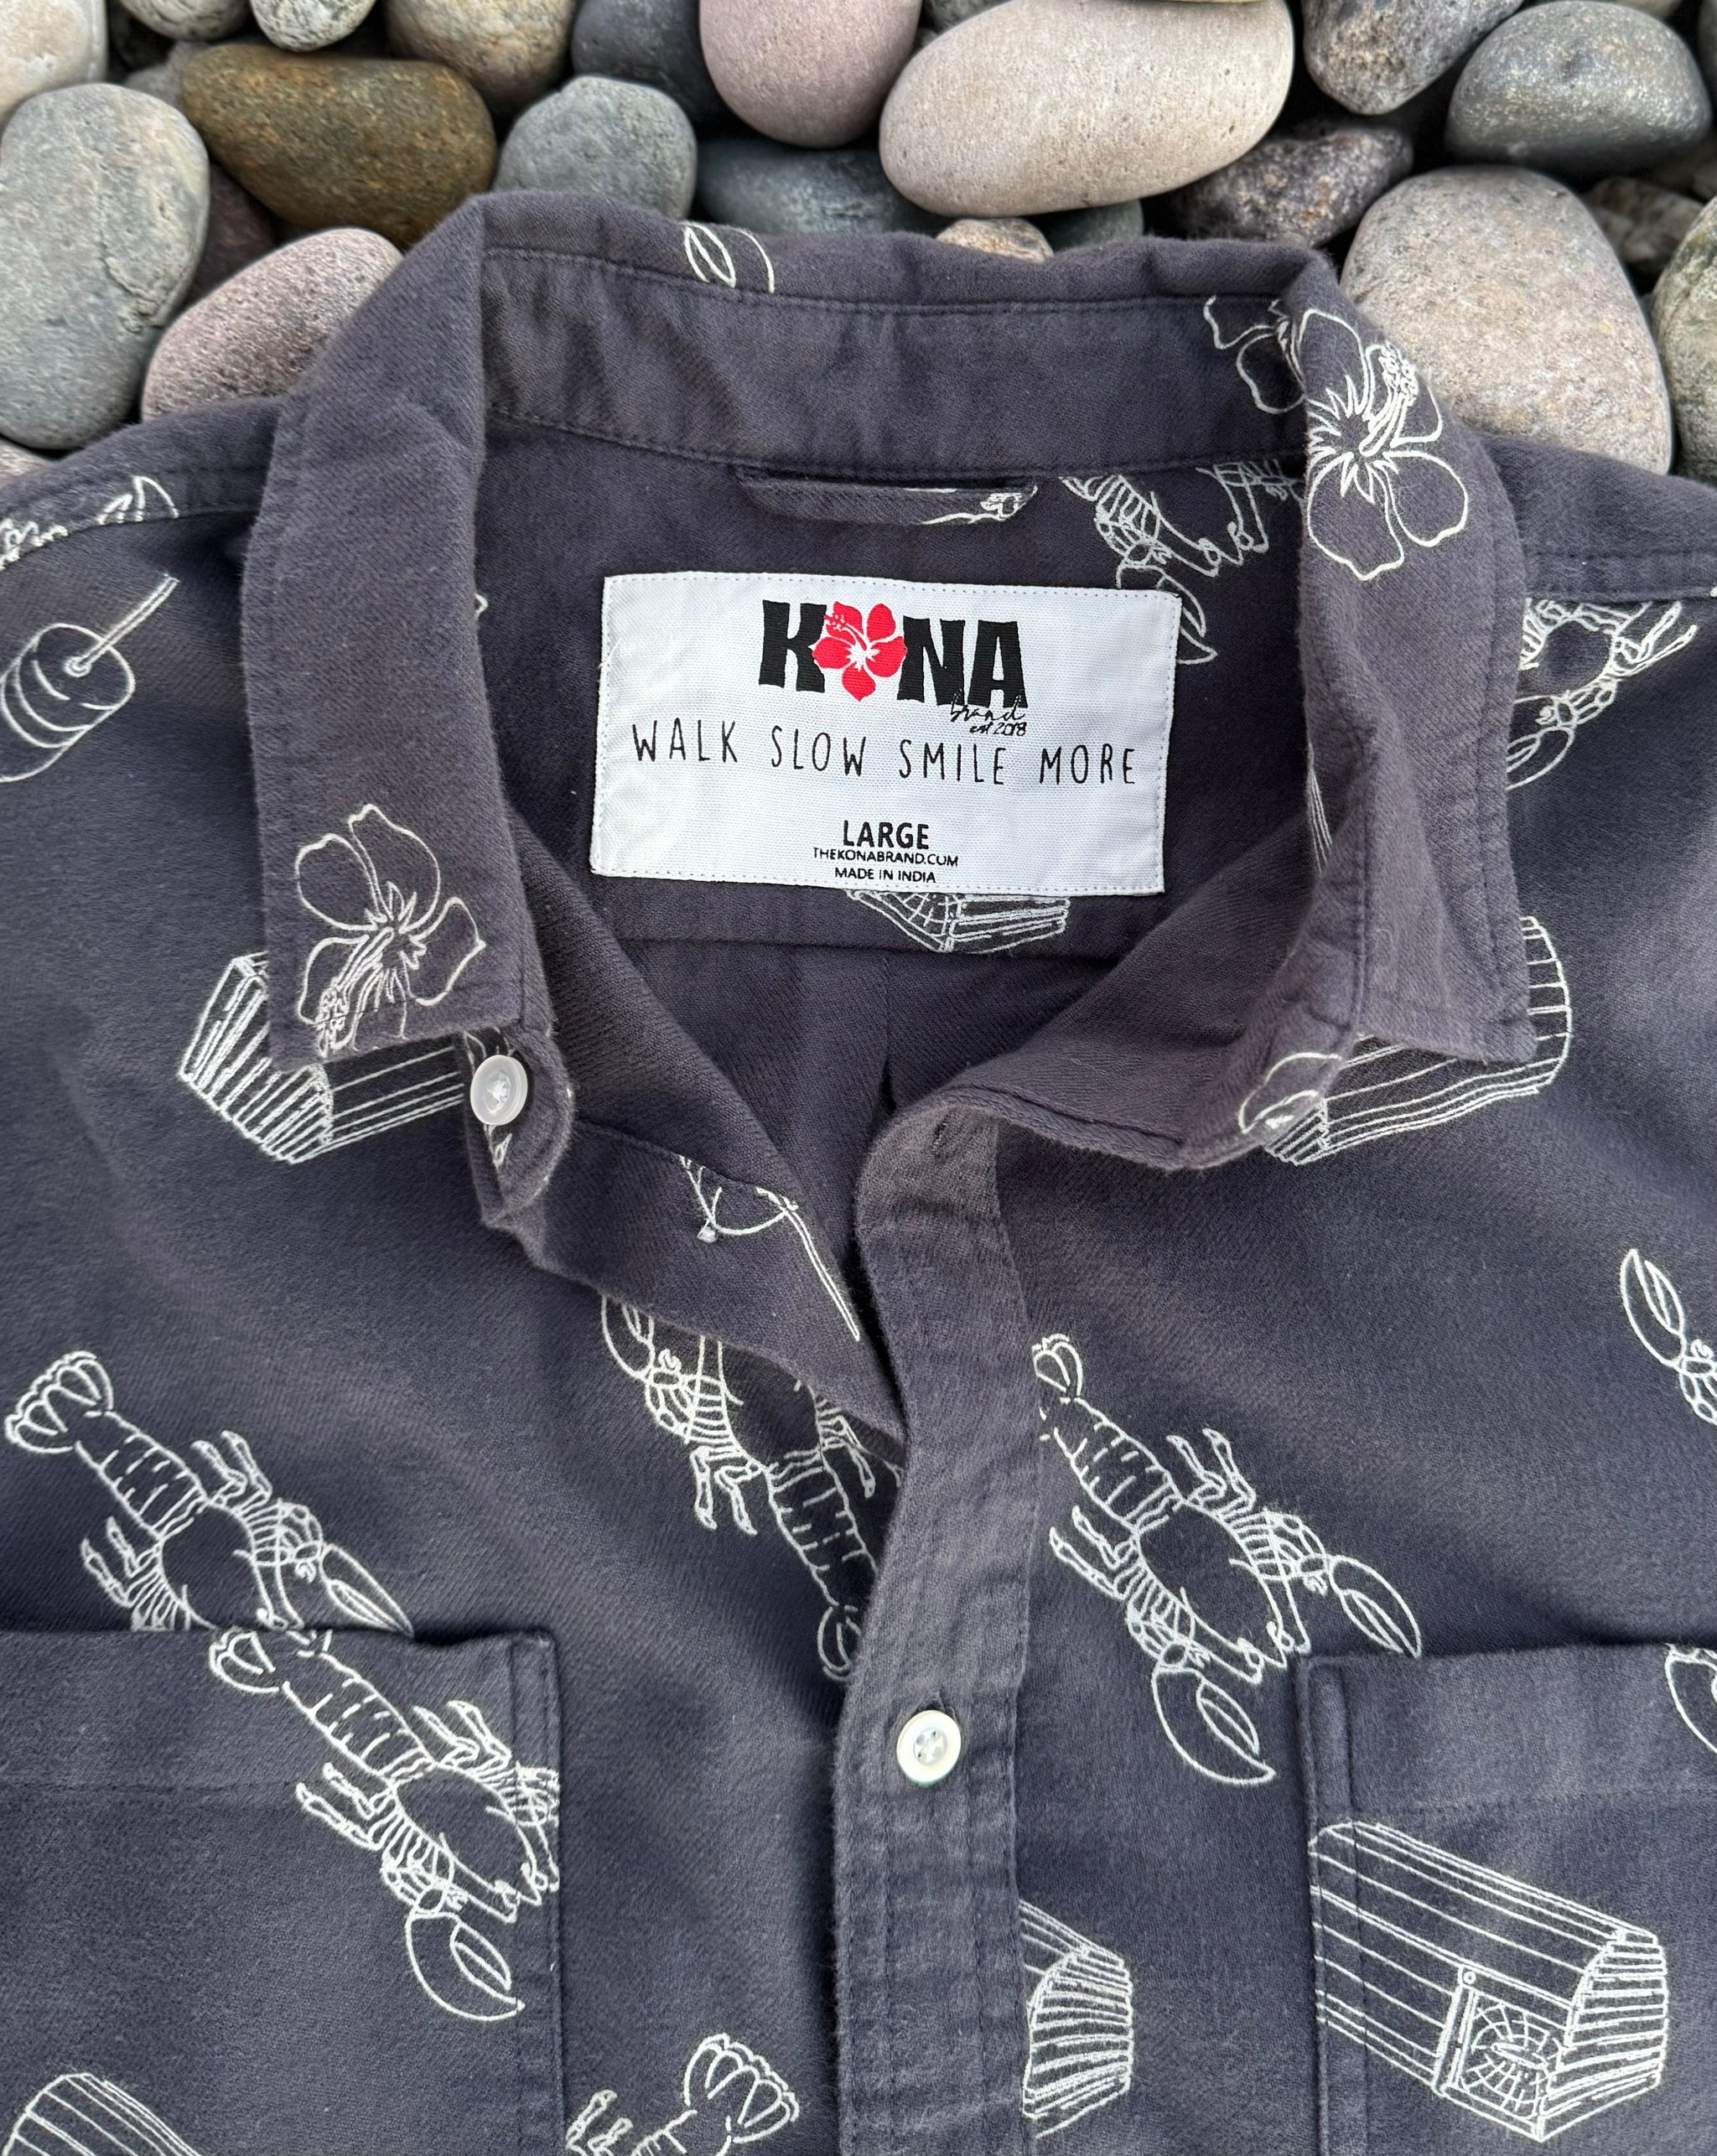 KONA
brand
est 2018
WALK SLOW SMILE MORE
LARGE
THEKONABRAND.COM
MADE IN INDIA